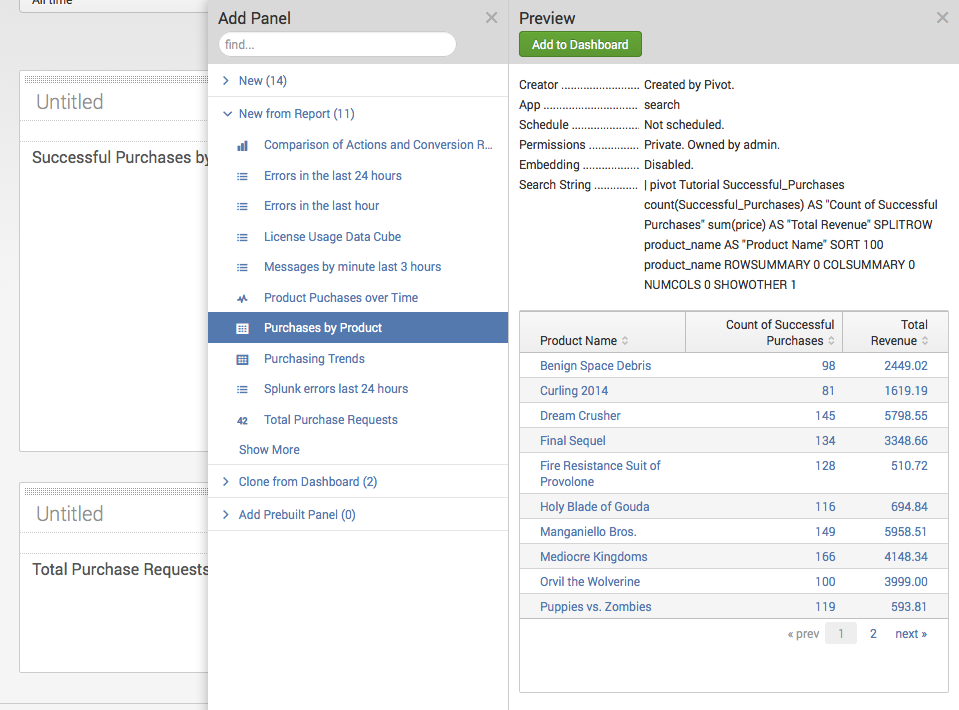 All time
Untitled
Successful Purchases by
Untitled
Total Purchase Requests
Add Panel
find...
New (14)
New from Report (11)
Comparison of Actions and Conversion R...
Errors in the last 24 hours
Errors in the last hour
License Usage Data Cube
Messages by minute last 3 hours
Product Puchases over Time
Purchases by Product
Purchasing Trends
Splunk errors last 24 hours
42 Total Purchase Requests
Show More
Clone from Dashboard (2)
Add Prebuilt Panel (0)
Preview
Add to Dashboard
Creator ........................ Created by Pivot.
App ............................. search
Schedule ..................... Not scheduled.
Permissions ................ Private. Owned by admin.
Embedding .................. Disabled.
Search String .............. | pivot Tutorial Successful_Purchases
count(Successful_Purchases) AS "Count of Successful
Purchases" sum(price) AS "Total Revenue" SPLITROW
product_name AS "Product Name" SORT 100
product_name ROWSUMMARY 0 COLSUMMARY 0
NUMCOLS 0 SHOWOTHER 1
Count of Successful Total
Product Name Purchases Revenue
Benign Space Debris 98 2449.02
Curling 2014 81 1619.19
Dream Crusher 145 5798.55
Final Sequel 134 3348.66
Fire Resistance Suit of 128 510.72
Provolone
Holy Blade of Gouda 116 694.84
Manganiello Bros. 149 5958.51
Mediocre Kingdoms 166 4148.34
Orvil the Wolverine 100 3999.00
Puppies vs. Zombies 119 593.81
« prev 1 2 next »